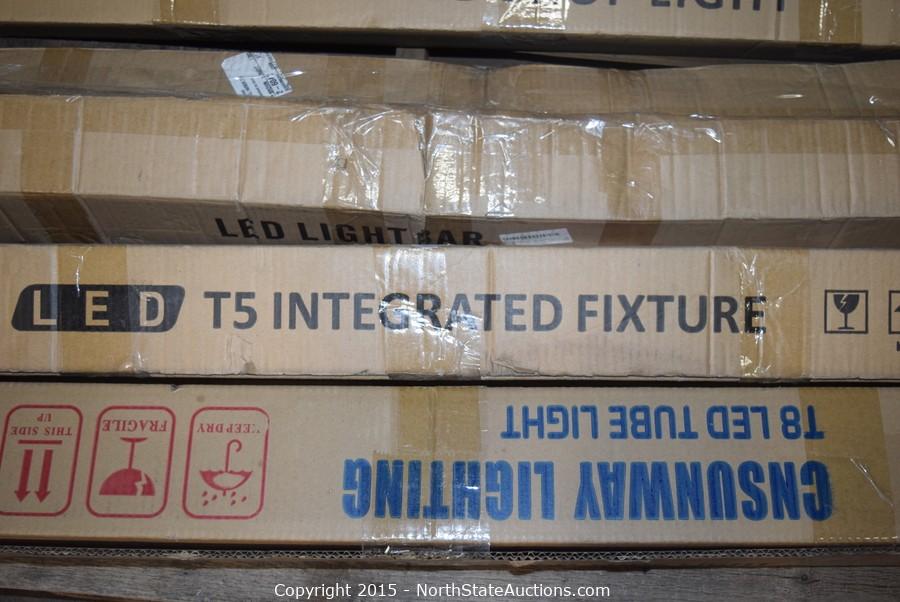 LIGHT
LED LIGHT BAR
LED T5 INTEGRATED FIXTURE
CNSUNWAY LIGHTING
T8 LED TUBE LIGHT
KEEP DRY
FRAGILE
THIS SIDE
UP
Copyright 2015 - NorthStateAuctions.com